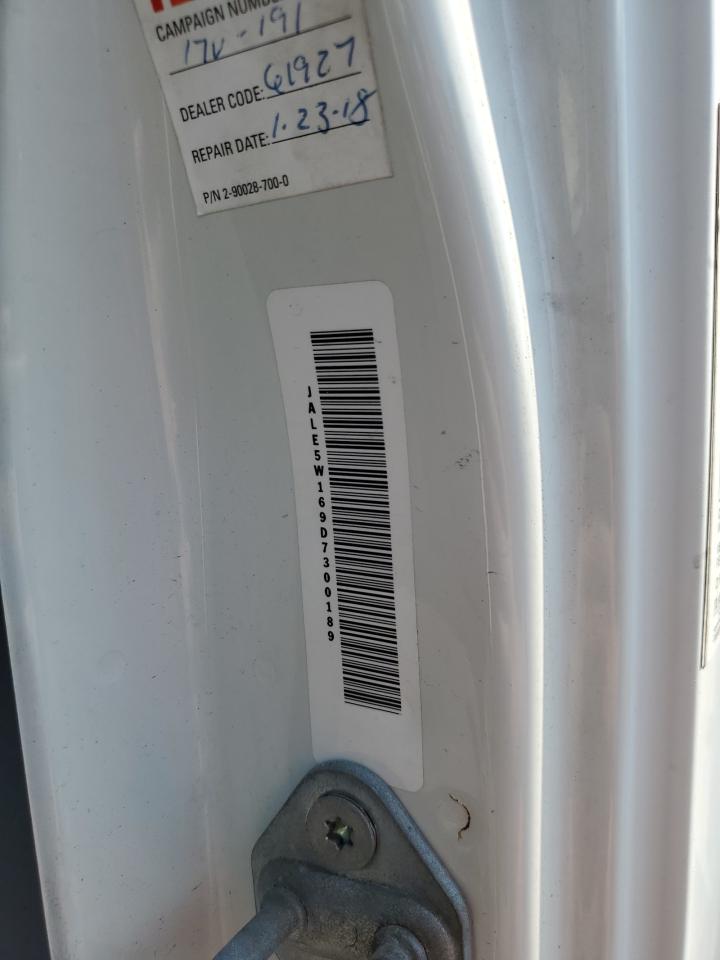 CAMPAIGN NUMBE
17V-191
DEALER CODE: 61927
REPAIR DATE: 1-23-18
P/N 2-90028-700-0
JALE5W169D7300189